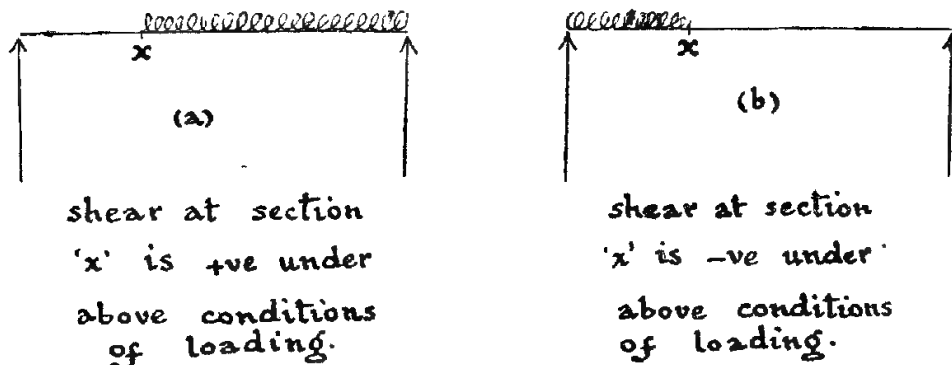 x
(a)
shear at section
'x' is +ve under
above conditions
of loading.
x
(b)
shear at section
'x' is -ve under
above conditions
of loading.